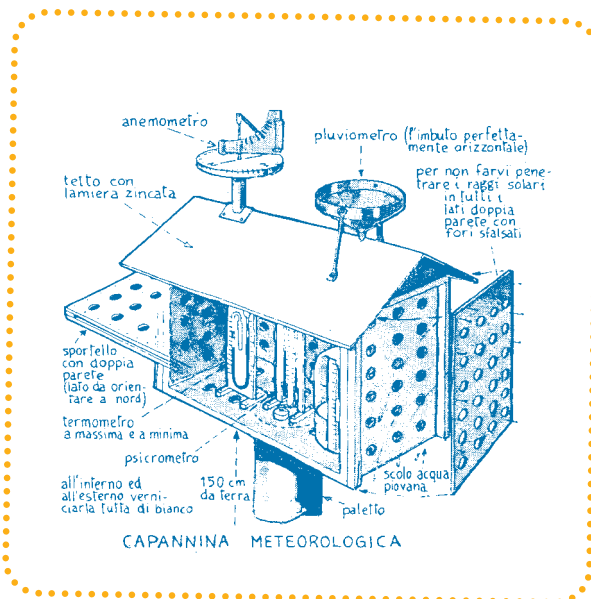 anemometro
pluviometro (l'imbuto perfetta-
mente orizzontale)
tetto con
lamiera zincata
per non farvi pene-
trare i raggi solari
in tutti i
lati doppia
parete con
fori sfalsati
sportello
con doppia
parete
(lato da orien-
tare a nord)
termometro
a massima e a minima
psicrometro
all'interno ed
all'esterno verni-
ciarla tutta di bianco
150 cm
da terra
scolo acqua
piovana
paletto
CAPANNINA METEOROLOGICA